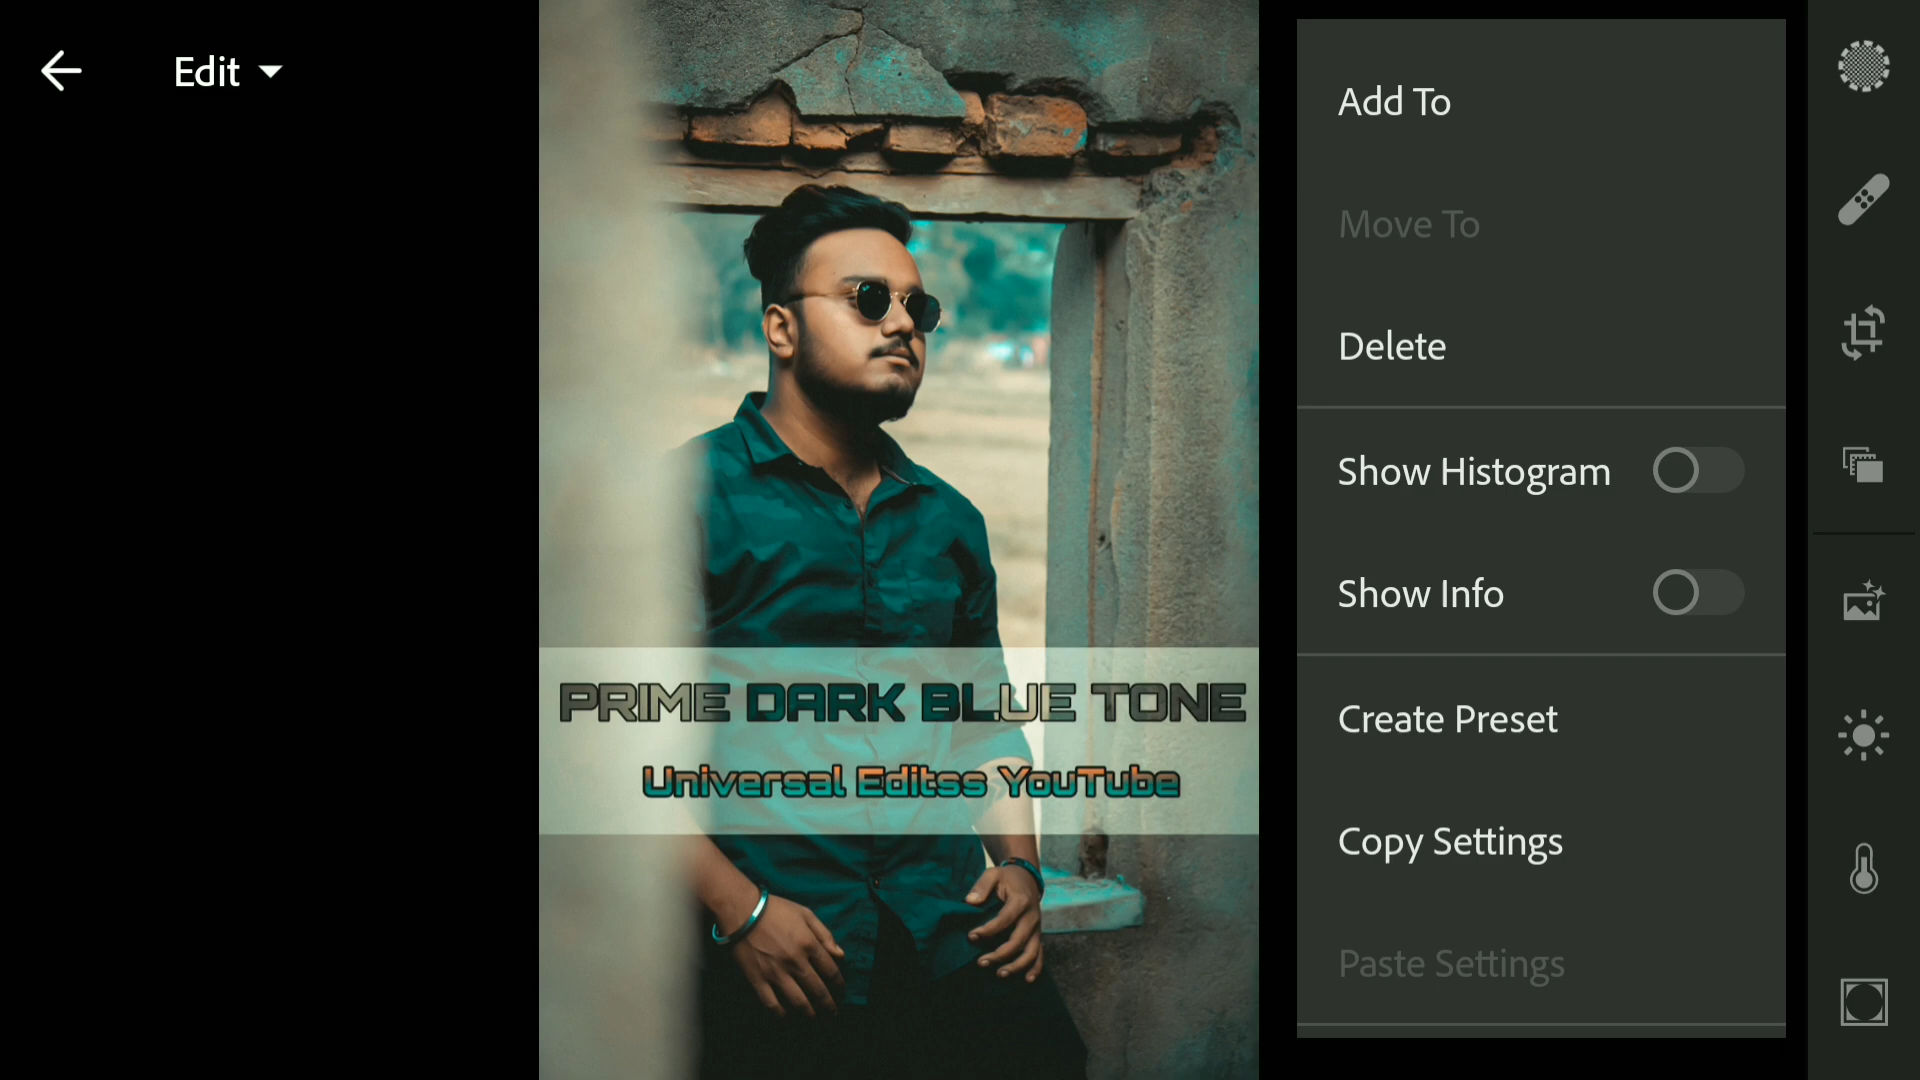 Edit
PRIME DARK BLUE TONE
Universal Editss YouTube
Add To
Move To
Delete
Show Histogram
Show Info
Create Preset
Copy Settings
Paste Settings